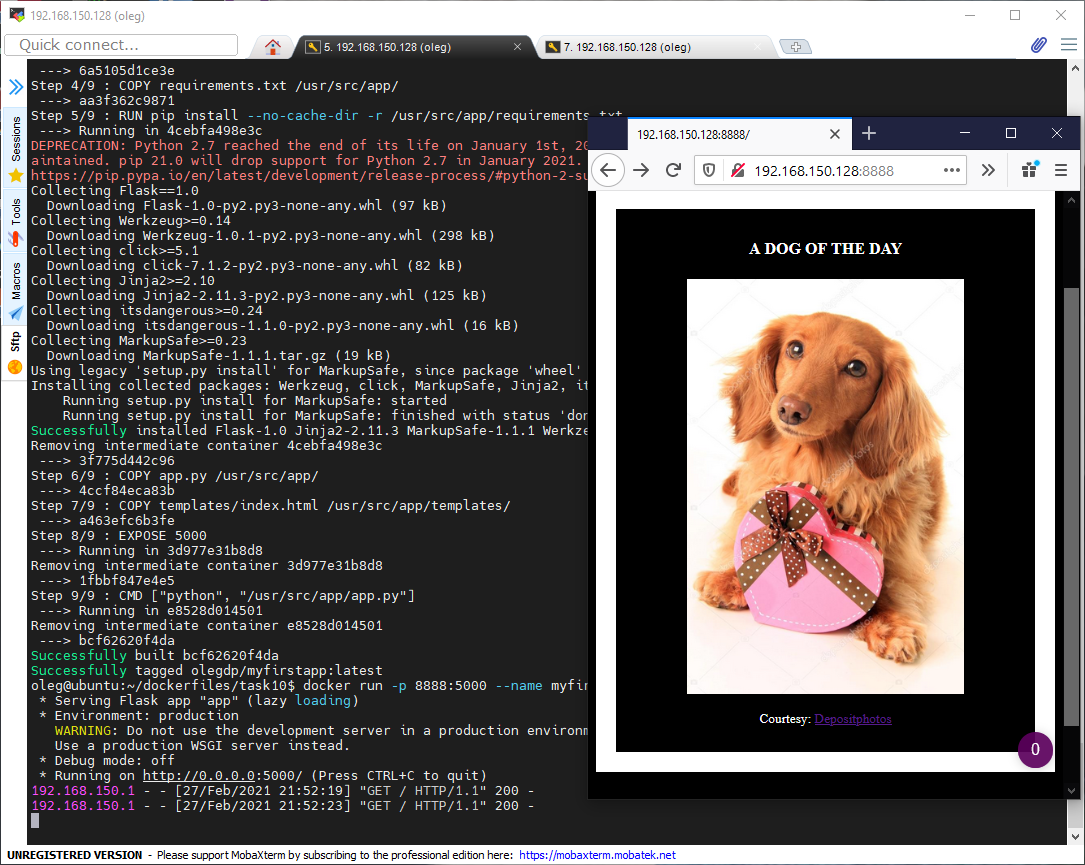 192.168.150.128 (oleg)
Quick connect...
5. 192.168.150.128 (oleg)
7. 192.168.150.128 (oleg)
Sessions
Tools
Macros
Sftp
---> 6a5105d1ce3e
Step 4/9 : COPY requirements.txt /usr/src/app/
---> aa3f362c9871
Step 5/9 : RUN pip install --no-cache-dir -r /usr/src/app/requirements.txt
---> Running in 4cebfa498e3c
DEPRECATION: Python 2.7 reached the end of its life on January 1st, 20
aintained. pip 21.0 will drop support for Python 2.7 in January 2021.
https://pip.pypa.io/en/latest/development/release-process/#python-2-su
Collecting Flask==1.0
Downloading Flask-1.0-py2.py3-none-any.whl (97 kB)
Collecting Werkzeug>=0.14
Downloading Werkzeug-1.0.1-py2.py3-none-any.whl (298 kB)
Collecting click>=5.1
Downloading click-7.1.2-py2.py3-none-any.whl (82 kB)
Collecting Jinja2>=2.10
Downloading Jinja2-2.11.3-py2.py3-none-any.whl (125 kB)
Collecting itsdangerous>=0.24
Downloading itsdangerous-1.1.0-py2.py3-none-any.whl (16 kB)
Collecting MarkupSafe>=0.23
Downloading MarkupSafe-1.1.1.tar.gz (19 kB)
Using legacy 'setup.py install' for MarkupSafe, since package 'wheel'
Installing collected packages: Werkzeug, click, MarkupSafe, Jinja2, it
Running setup.py install for MarkupSafe: started
Running setup.py install for MarkupSafe: finished with status 'don
Successfully installed Flask-1.0 Jinja2-2.11.3 MarkupSafe-1.1.1 Werkze
Removing intermediate container 4cebfa498e3c
---> 3f775d442c96
Step 6/9 : COPY app.py /usr/src/app/
---> 4ccf84eca83b
Step 7/9 : COPY templates/index.html /usr/src/app/templates/
---> a463efc6b3fe
Step 8/9 : EXPOSE 5000
---> Running in 3d977e31b8d8
Removing intermediate container 3d977e31b8d8
---> 1fbbf847e4e5
Step 9/9 : CMD ["python", "/usr/src/app/app.py"]
---> Running in e8528d014501
Removing intermediate container e8528d014501
---> bcf62620f4da
Successfully built bcf62620f4da
Successfully tagged olegdp/myfirstapp:latest
oleg@ubuntu:~/dockerfiles/task10$ docker run -p 8888:5000 --name myfir
* Serving Flask app "app" (lazy loading)
* Environment: production
WARNING: Do not use the development server in a production environm
Use a production WSGI server instead.
* Debug mode: off
* Running on http://0.0.0.0:5000/ (Press CTRL+C to quit)
192.168.150.1 - - [27/Feb/2021 21:52:19] "GET / HTTP/1.1" 200 -
192.168.150.1 - - [27/Feb/2021 21:52:23] "GET / HTTP/1.1" 200 -
192.168.150.128:8888/
192.168.150.128:8888
A DOG OF THE DAY
Courtesy: Depositphotos
0
UNREGISTERED VERSION - Please support MobaXterm by subscribing to the professional edition here: https://mobaxterm.mobatek.net